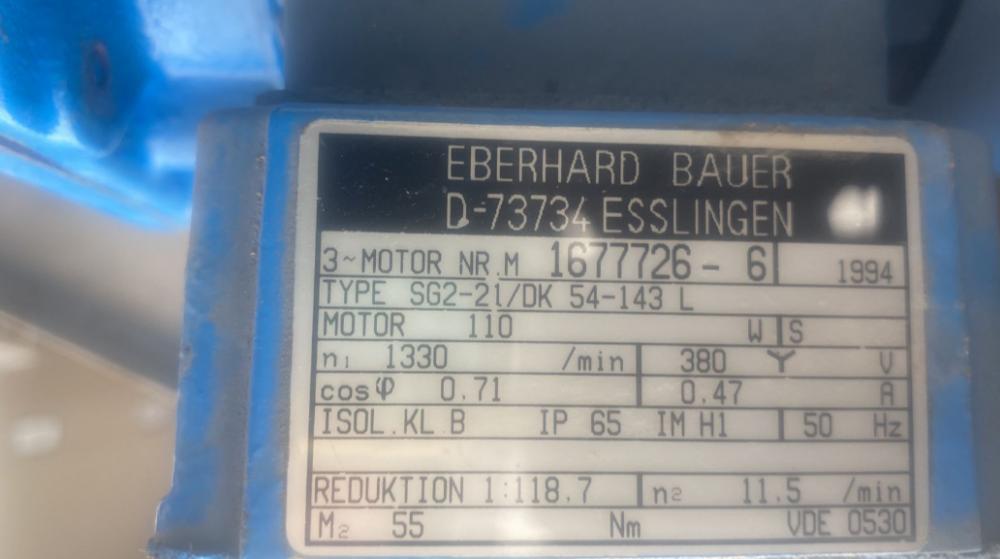 EBERHARD BAUER
D-73734 ESSLINGEN
3~MOTOR NR.M 1677726-6 1994
TYPE SG2-21/DK 54-143 L
MOTOR 110 W S
n₁ 1330 /min 380 Y V
cosφ 0.71 0.47 A
ISOL.KL.B IP 65 IM H1 50 Hz
REDUKTION 1:118.7 n₂ 11.5 /min
M₂ 55 Nm VDE 0530